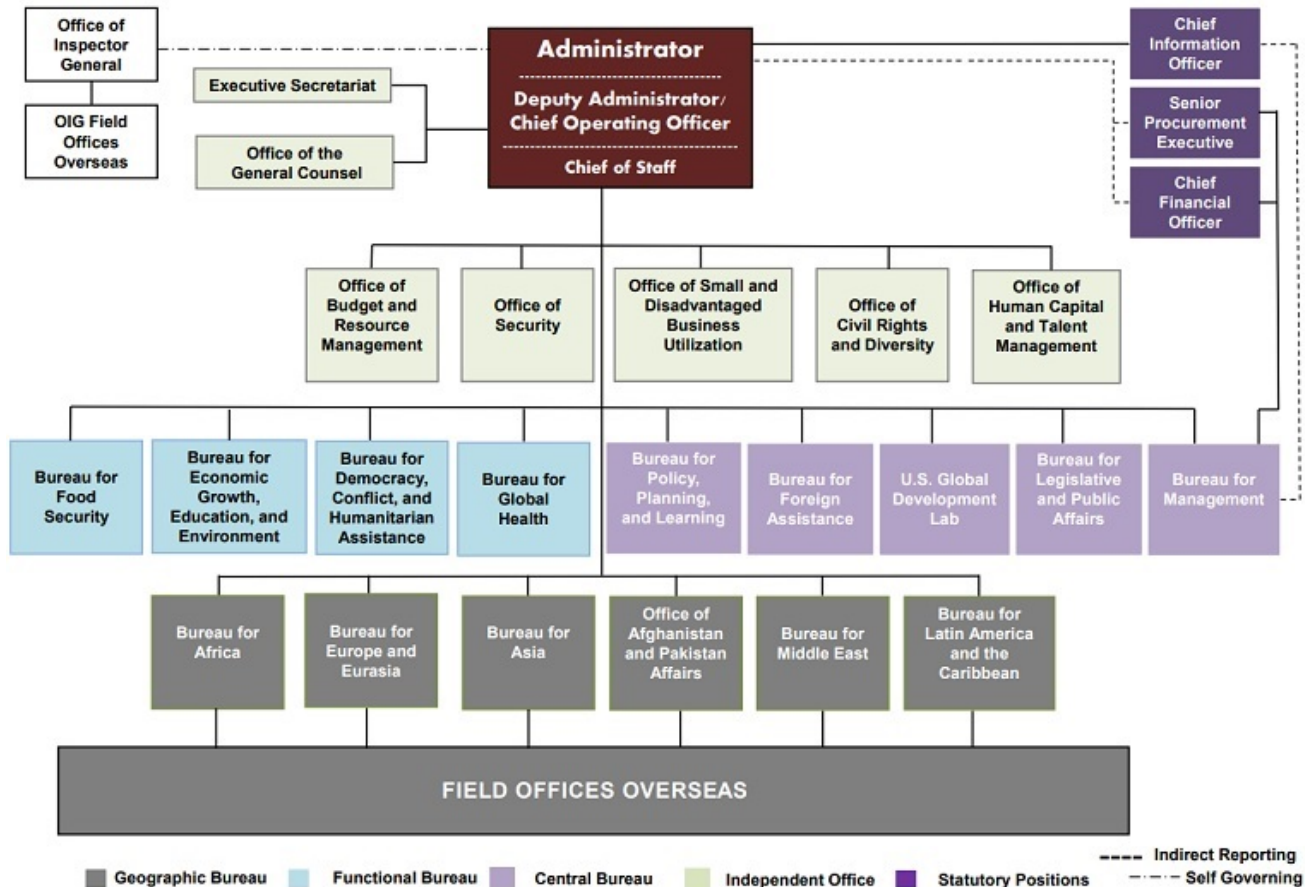 Office of
Inspector
General
OIG Field
Offices
Overseas
Executive Secretariat
Office of the
General Counsel
Administrator
Deputy Administrator/
Chief Operating Officer
Chief of Staff
Chief
Information
Officer
Senior
Procurement
Executive
Chief
Financial
Officer
Office of
Budget and
Resource
Management
Office of
Security
Office of Small and
Disadvantaged
Business
Utilization
Office of
Civil Rights
and Diversity
Office of
Human Capital
and Talent
Management
Bureau for
Food
Security
Bureau for
Economic
Growth,
Education, and
Environment
Bureau for
Democracy,
Conflict, and
Humanitarian
Assistance
Bureau for
Global
Health
Bureau for
Policy,
Planning,
and Learning
Bureau for
Foreign
Assistance
U.S. Global
Development
Lab
Bureau for
Legislative
and Public
Affairs
Bureau for
Management
Bureau for
Africa
Bureau for
Europe and
Eurasia
Bureau for
Asia
Office of
Afghanistan
and Pakistan
Affairs
Bureau for
Middle East
Bureau for
Latin America
and the
Caribbean
FIELD OFFICES OVERSEAS
Geographic Bureau
Functional Bureau
Central Bureau
Independent Office
Statutory Positions
Indirect Reporting
Self Governing